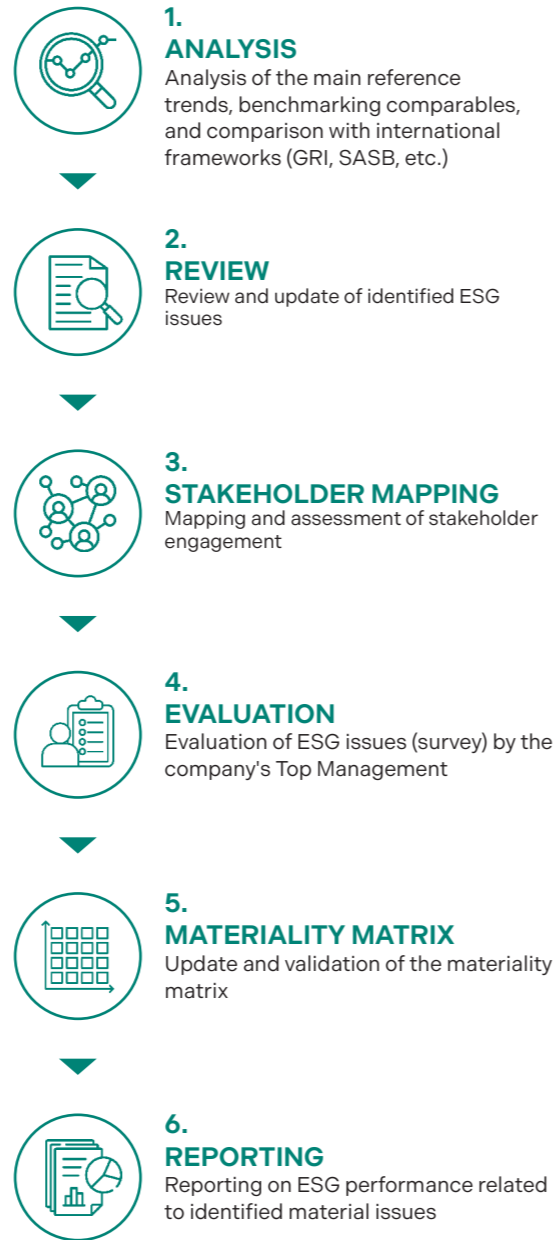 1.
ANALYSIS
Analysis of the main reference
trends, benchmarking comparables,
and comparison with international
frameworks (GRI, SASB, etc.)
2.
REVIEW
Review and update of identified ESG
issues
3.
STAKEHOLDER MAPPING
Mapping and assessment of stakeholder
engagement
4.
EVALUATION
Evaluation of ESG issues (survey) by the
company's Top Management
5.
MATERIALITY MATRIX
Update and validation of the materiality
matrix
6.
REPORTING
Reporting on ESG performance related
to identified material issues